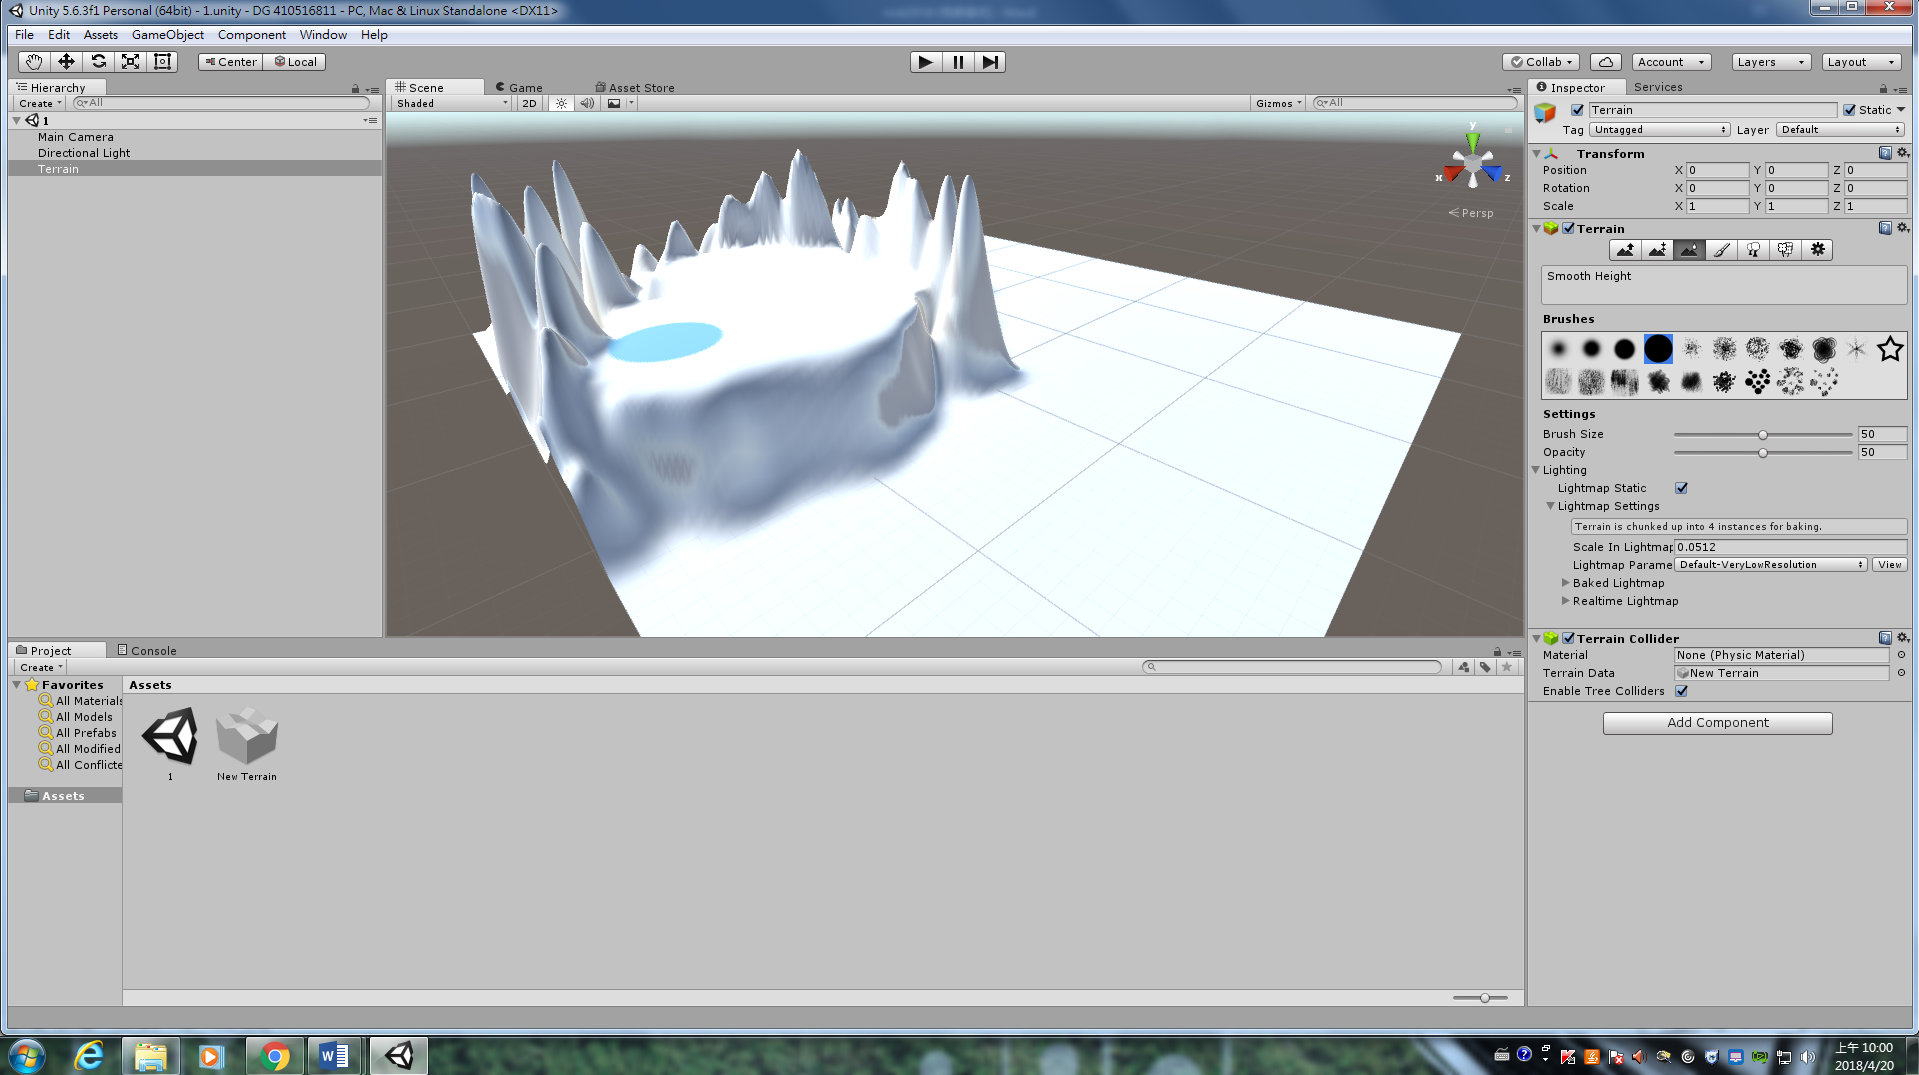 Unity 5.6.3f1 Personal (64bit) - 1.unity - DG 410516811 - PC, Mac & Linux Standalone <DX11>
File Edit Assets GameObject Component Window Help
Center Local
Collab Account Layers Layout
Hierarchy
Create All
1
Main Camera
Directional Light
Terrain
Scene Game Asset Store
Shaded 2D Gizmos All
y
x z
Persp
Inspector Services
Terrain Static
Tag Untagged Layer Default
Transform
Position X 0 Y 0 Z 0
Rotation X 0 Y 0 Z 0
Scale X 1 Y 1 Z 1
Terrain
Smooth Height
Brushes
Settings
Brush Size 50
Opacity 50
Lighting
Lightmap Static
Lightmap Settings
Terrain is chunked up into 4 instances for baking.
Scale In Lightmap 0.0512
Lightmap Parame Default-VeryLowResolution View
Baked Lightmap
Realtime Lightmap
Terrain Collider
Material None (Physic Material)
Terrain Data New Terrain
Enable Tree Colliders
Add Component
Project Console
Create
Favorites
All Materials
All Models
All Prefabs
All Modified
All Conflicte
Assets
Assets
1
New Terrain
上午 10:00
2018/4/20